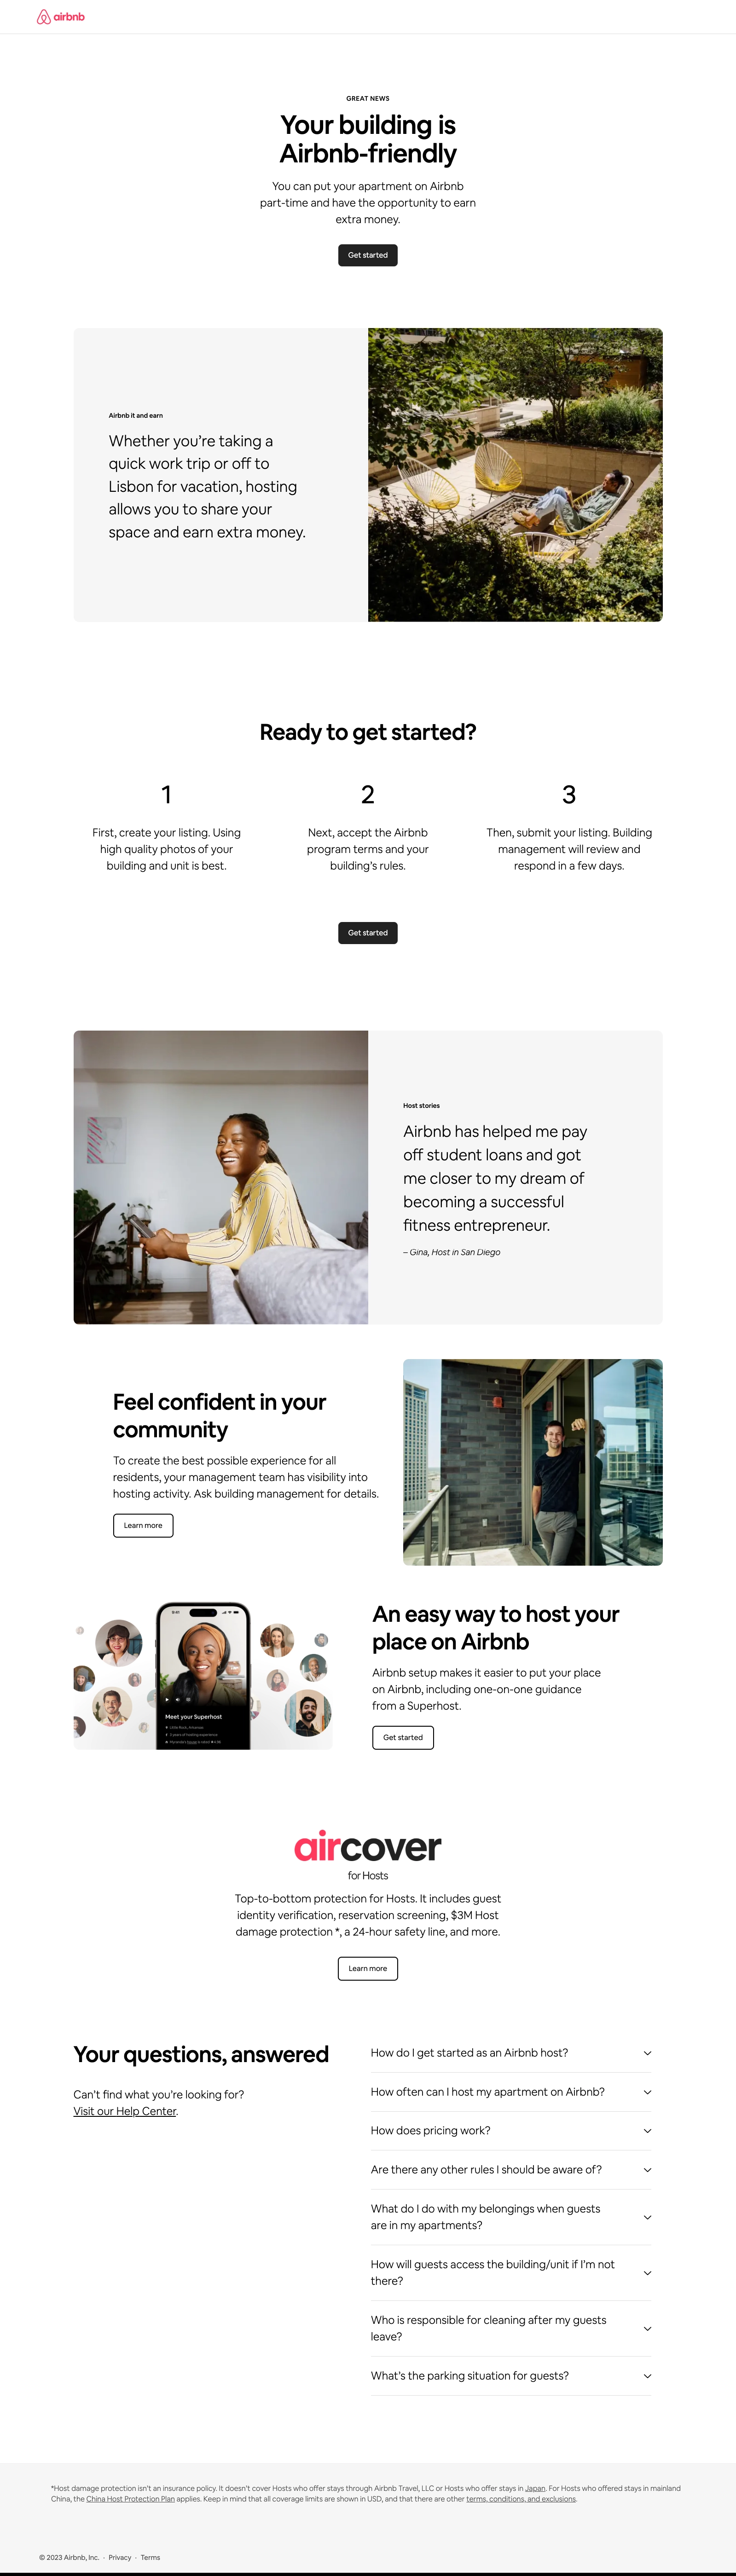 airbnb
GREAT NEWS
Your building is
Airbnb-friendly
You can put your apartment on Airbnb
part-time and have the opportunity to earn
extra money.
Get started
Airbnb it and earn
Whether you’re taking a
quick work trip or off to
Lisbon for vacation, hosting
allows you to share your
space and earn extra money.
Ready to get started?
1
First, create your listing. Using
high quality photos of your
building and unit is best.
2
Next, accept the Airbnb
program terms and your
building’s rules.
3
Then, submit your listing. Building
management will review and
respond in a few days.
Get started
Host stories
Airbnb has helped me pay
off student loans and got
me closer to my dream of
becoming a successful
fitness entrepreneur.
– Gina, Host in San Diego
Feel confident in your
community
To create the best possible experience for all
residents, your management team has visibility into
hosting activity. Ask building management for details.
Learn more
Meet your Superhost
Little Rock, Arkansas
An easy way to host your
place on Airbnb
Airbnb setup makes it easier to put your place
on Airbnb, including one-on-one guidance
from a Superhost.
Get started
aircover
for Hosts
Top-to-bottom protection for Hosts. It includes guest
identity verification, reservation screening, $3M Host
damage protection *, a 24-hour safety line, and more.
Learn more
Your questions, answered
Can’t find what you’re looking for?
Visit our Help Center.
How do I get started as an Airbnb host?
How often can I host my apartment on Airbnb?
How does pricing work?
Are there any other rules I should be aware of?
What do I do with my belongings when guests
are in my apartments?
How will guests access the building/unit if I’m not
there?
Who is responsible for cleaning after my guests
leave?
What’s the parking situation for guests?
*Host damage protection isn’t an insurance policy. It doesn’t cover Hosts who offer stays through Airbnb Travel, LLC or Hosts who offer stays in Japan. For Hosts who offered stays in mainland
China, the China Host Protection Plan applies. Keep in mind that all coverage limits are shown in USD, and that there are other terms, conditions, and exclusions.
© 2023 Airbnb, Inc. · Privacy · Terms